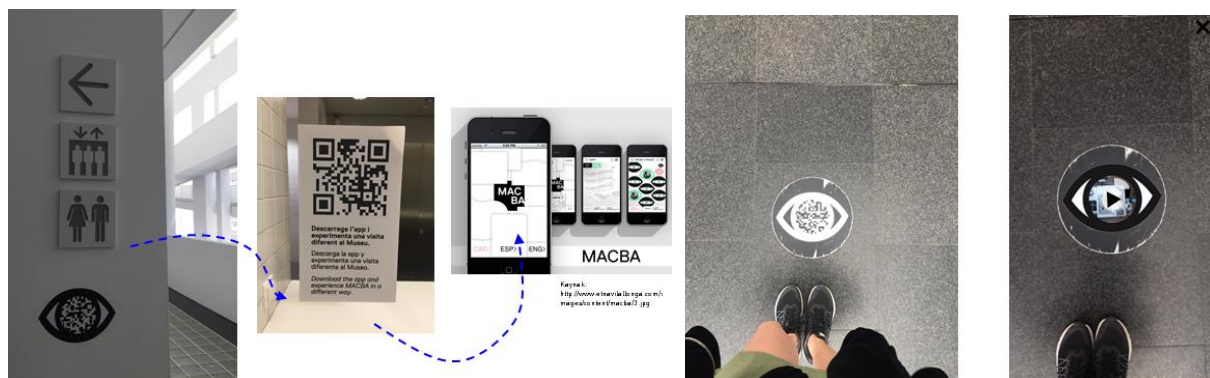 Descarrega l'app i
experimenta una visita
diferent al Museu.
Descarga la app y
experimenta una visita
diferente al Museo.
Download the app and
experience MACBA in a
different way.
MAC
BA
CAT>
ESP>
ENG>
MACBA
Kaynak:
http://www.etnavilallonga.com/i
mages/content/macba/3.jpg